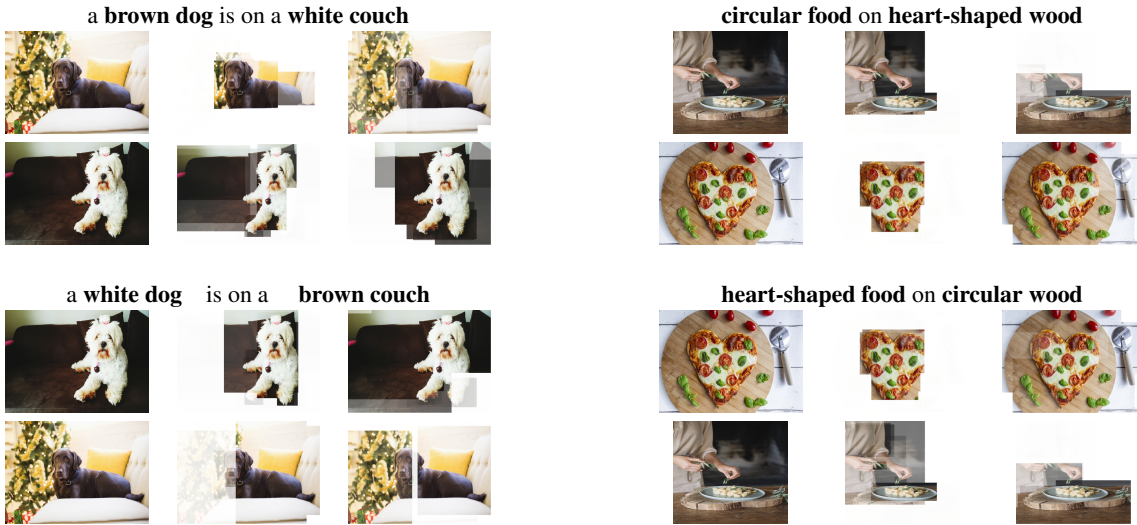 a brown dog is on a white couch
circular food on heart-shaped wood
a white dog is on a brown couch
heart-shaped food on circular wood